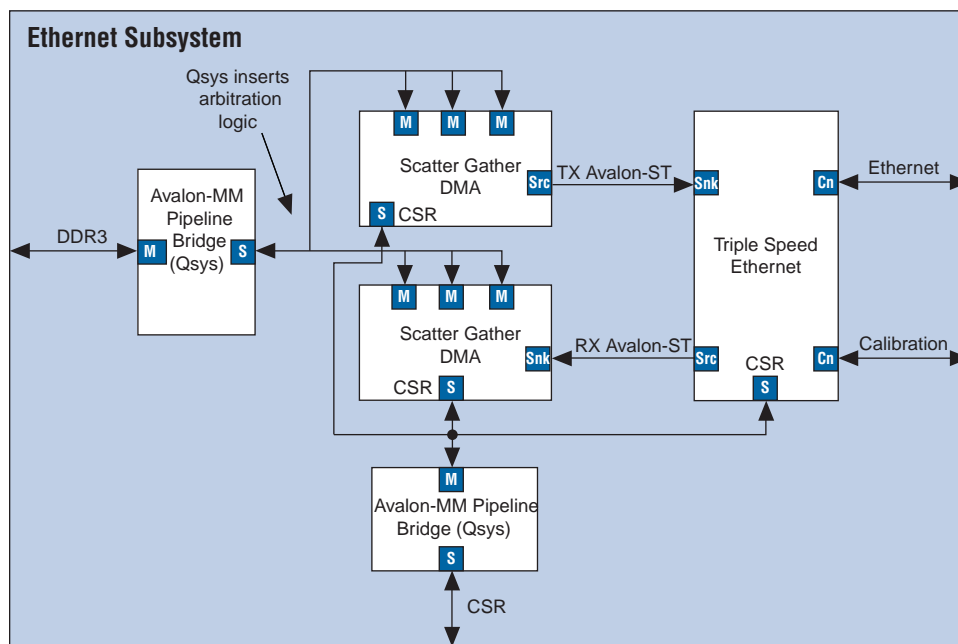 Ethernet Subsystem
Qsys inserts
arbitration
logic
M M M
Scatter Gather
DMA
Src
S CSR
TX Avalon-ST
Snk
Cn
Ethernet
Avalon-MM
Pipeline
Bridge
(Qsys)
DDR3
M
S
Triple Speed
Ethernet
M M M
Scatter Gather
DMA
Snk
CSR S
RX Avalon-ST
Src
Cn
Calibration
CSR
S
M
Avalon-MM Pipeline
Bridge (Qsys)
S
CSR